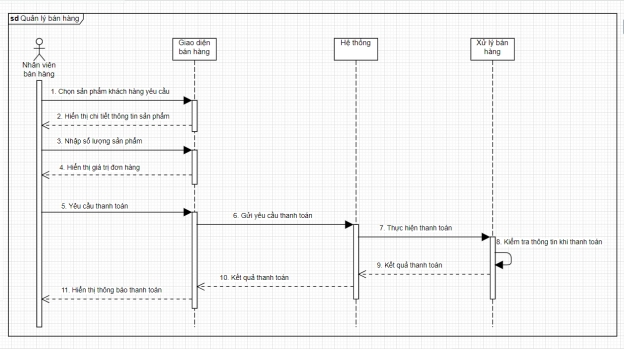 sd Quản lý bán hàng
Giao diện
bán hàng
Hệ thống
Xử lý bán
hàng
Nhân viên
bán hàng
1. Chọn sản phẩm khách hàng yêu cầu
2. Hiển thị chi tiết thông tin sản phẩm
3. Nhập số lượng sản phẩm
4. Hiển thị giá trị đơn hàng
5. Yêu cầu thanh toán
6. Gửi yêu cầu thanh toán
7. Thực hiện thanh toán
8. Kiểm tra thông tin khi thanh toán
9. Kết quả thanh toán
10. Kết quả thanh toán
11. Hiển thị thông báo thanh toán